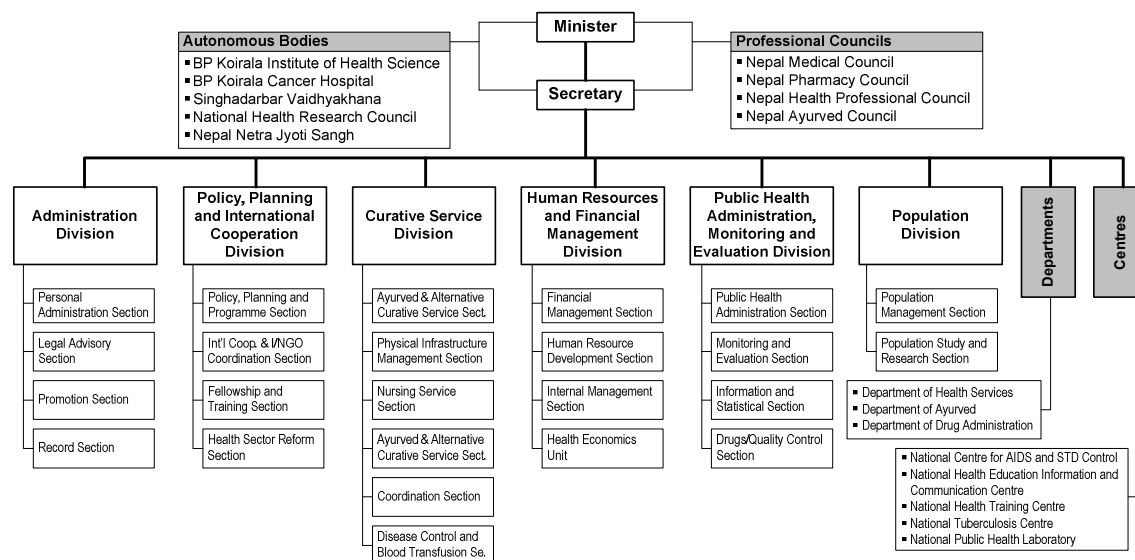 Minister
Secretary
Autonomous Bodies
▪ BP Koirala Institute of Health Science
▪ BP Koirala Cancer Hospital
▪ Singhadarbar Vaidhyakhana
▪ National Health Research Council
▪ Nepal Netra Jyoti Sangh
Professional Councils
▪ Nepal Medical Council
▪ Nepal Pharmacy Council
▪ Nepal Health Professional Council
▪ Nepal Ayurved Council
Administration
Division
Personal
Administration Section
Legal Advisory
Section
Promotion Section
Record Section
Policy, Planning
and International
Cooperation
Division
Policy, Planning and
Programme Section
Int'l Coop. & I/NGO
Coordination Section
Fellowship and
Training Section
Health Sector Reform
Section
Curative Service
Division
Ayurved & Alternative
Curative Service Sect.
Physical Infrastructure
Management Section
Nursing Service
Section
Ayurved & Alternative
Curative Service Sect.
Coordination Section
Disease Control and
Blood Transfusion Se.
Human Resources
and Financial
Management
Division
Financial
Management Section
Human Resource
Development Section
Internal Management
Section
Health Economics
Unit
Public Health
Administration,
Monitoring and
Evaluation Division
Public Health
Administration Section
Monitoring and
Evaluation Section
Information and
Statistical Section
Drugs/Quality Control
Section
Population
Division
Population
Management Section
Population Study and
Research Section
Departments
▪ Department of Health Services
▪ Department of Ayurved
▪ Department of Drug Administration
Centres
▪ National Centre for AIDS and STD Control
▪ National Health Education Information and
Communication Centre
▪ National Health Training Centre
▪ National Tuberculosis Centre
▪ National Public Health Laboratory